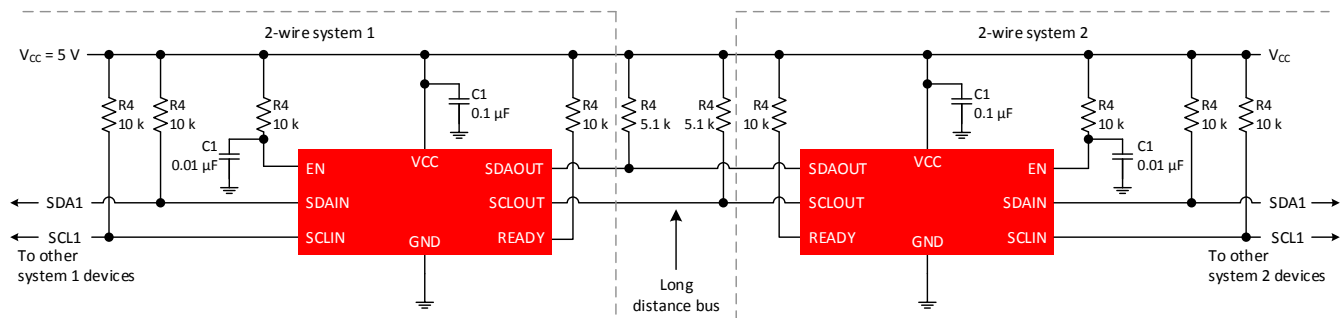 2-wire system 1
2-wire system 2
V_CC = 5 V
V_CC
R4
10 k
R4
10 k
R4
10 k
C1
0.1 µF
R4
10 k
R4
5.1 k
R4
5.1 k
R4
10 k
C1
0.1 µF
R4
10 k
R4
10 k
R4
10 k
C1
0.01 µF
C1
0.01 µF
EN
VCC
SDAOUT
SDAIN
SCLOUT
SCLIN
GND
READY
SDAOUT
VCC
EN
SCLOUT
SDAIN
READY
GND
SCLIN
SDA1
SCL1
To other
system 1 devices
Long
distance bus
SDA1
SCL1
To other
system 2 devices